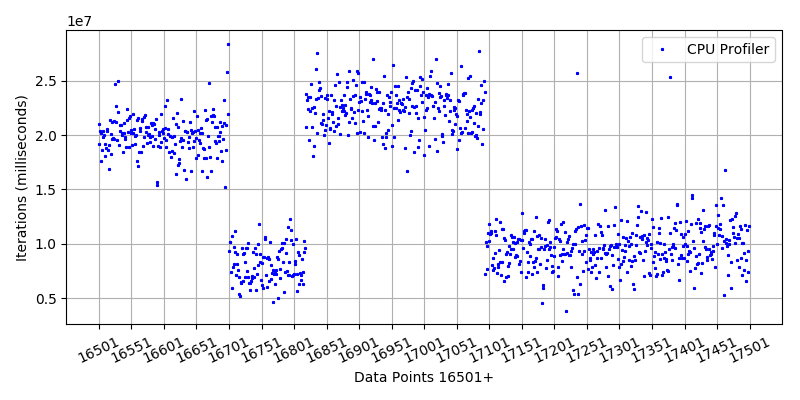 1e7
CPU Profiler
2.5
2.0
1.5
1.0
0.5
Iterations (milliseconds)
16501 16551 16601 16651 16701 16751 16801 16851 16901 16951 17001 17051 17101 17151 17201 17251 17301 17351 17401 17451 17501
Data Points 16501+